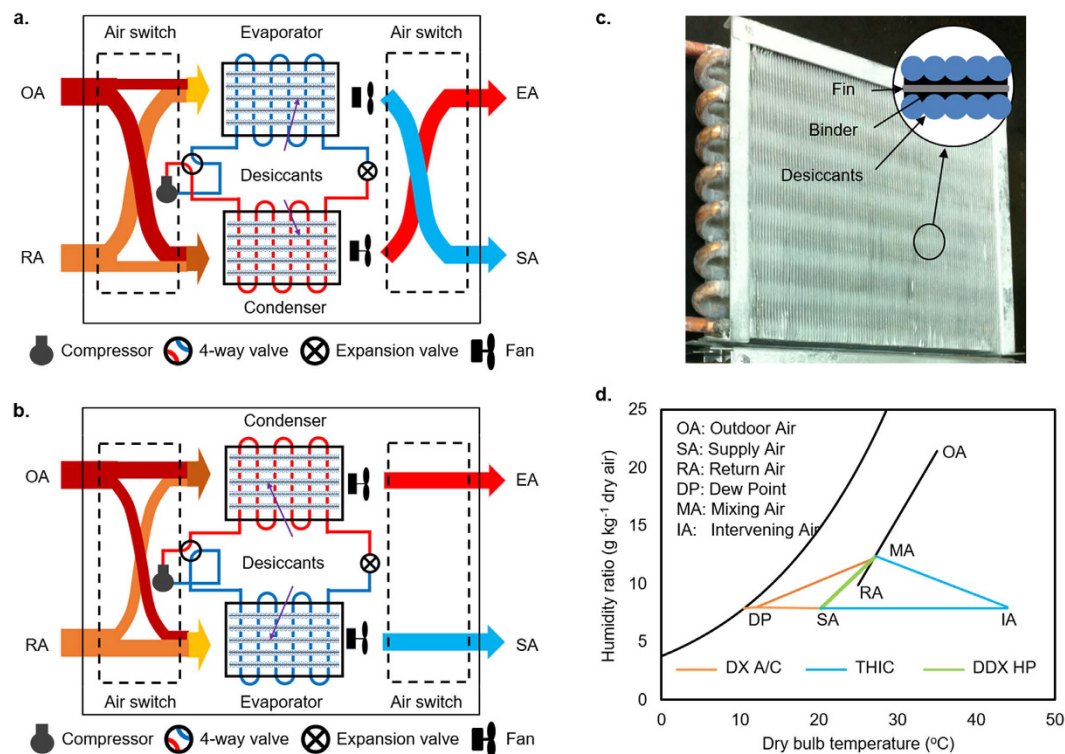 a.
Air switch
Evaporator
Air switch
OA
EA
Desiccants
RA
SA
Condenser
Compressor
4-way valve
Expansion valve
Fan
b.
Condenser
OA
EA
Desiccants
RA
SA
Air switch
Evaporator
Air switch
Compressor
4-way valve
Expansion valve
Fan
c.
Fin
Binder
Desiccants
d.
25
20
15
10
5
0
0
10
20
30
40
50
Humidity ratio (g kg⁻¹ dry air)
Dry bulb temperature (ºC)
OA: Outdoor Air
SA: Supply Air
RA: Return Air
DP: Dew Point
MA: Mixing Air
IA: Intervening Air
OA
MA
RA
DP
SA
IA
DX A/C
THIC
DDX HP